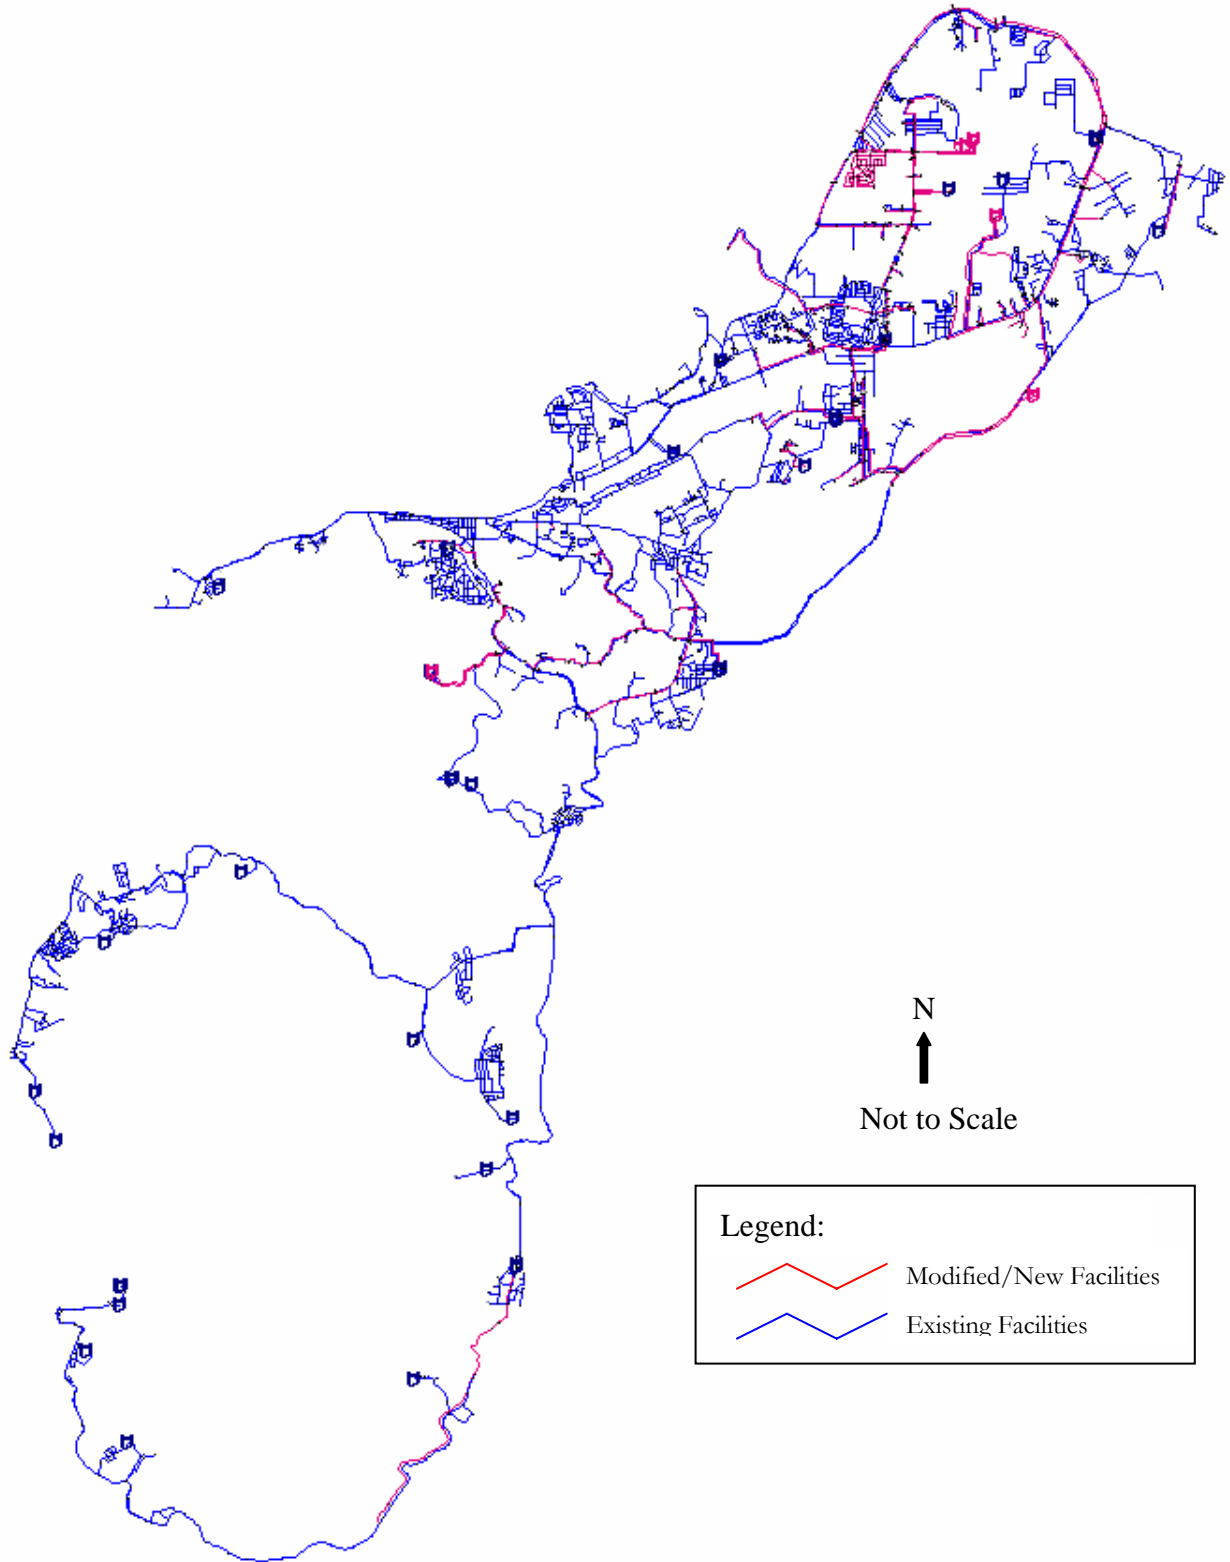 N
Not to Scale
Legend:
Modified/New Facilities
Existing Facilities